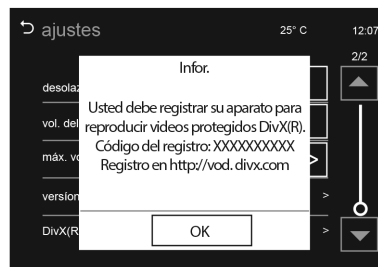 ajustes 25° C 12:07
2/2
Infor.
desolaz
Usted debe registrar su aparato para
vol. del
reproducir videos protegidos DivX(R).
Código del registro: XXXXXXXXXX
máx. vo
>
Registro en http://vod. divx.com
versíon >
DivX(R >
OK